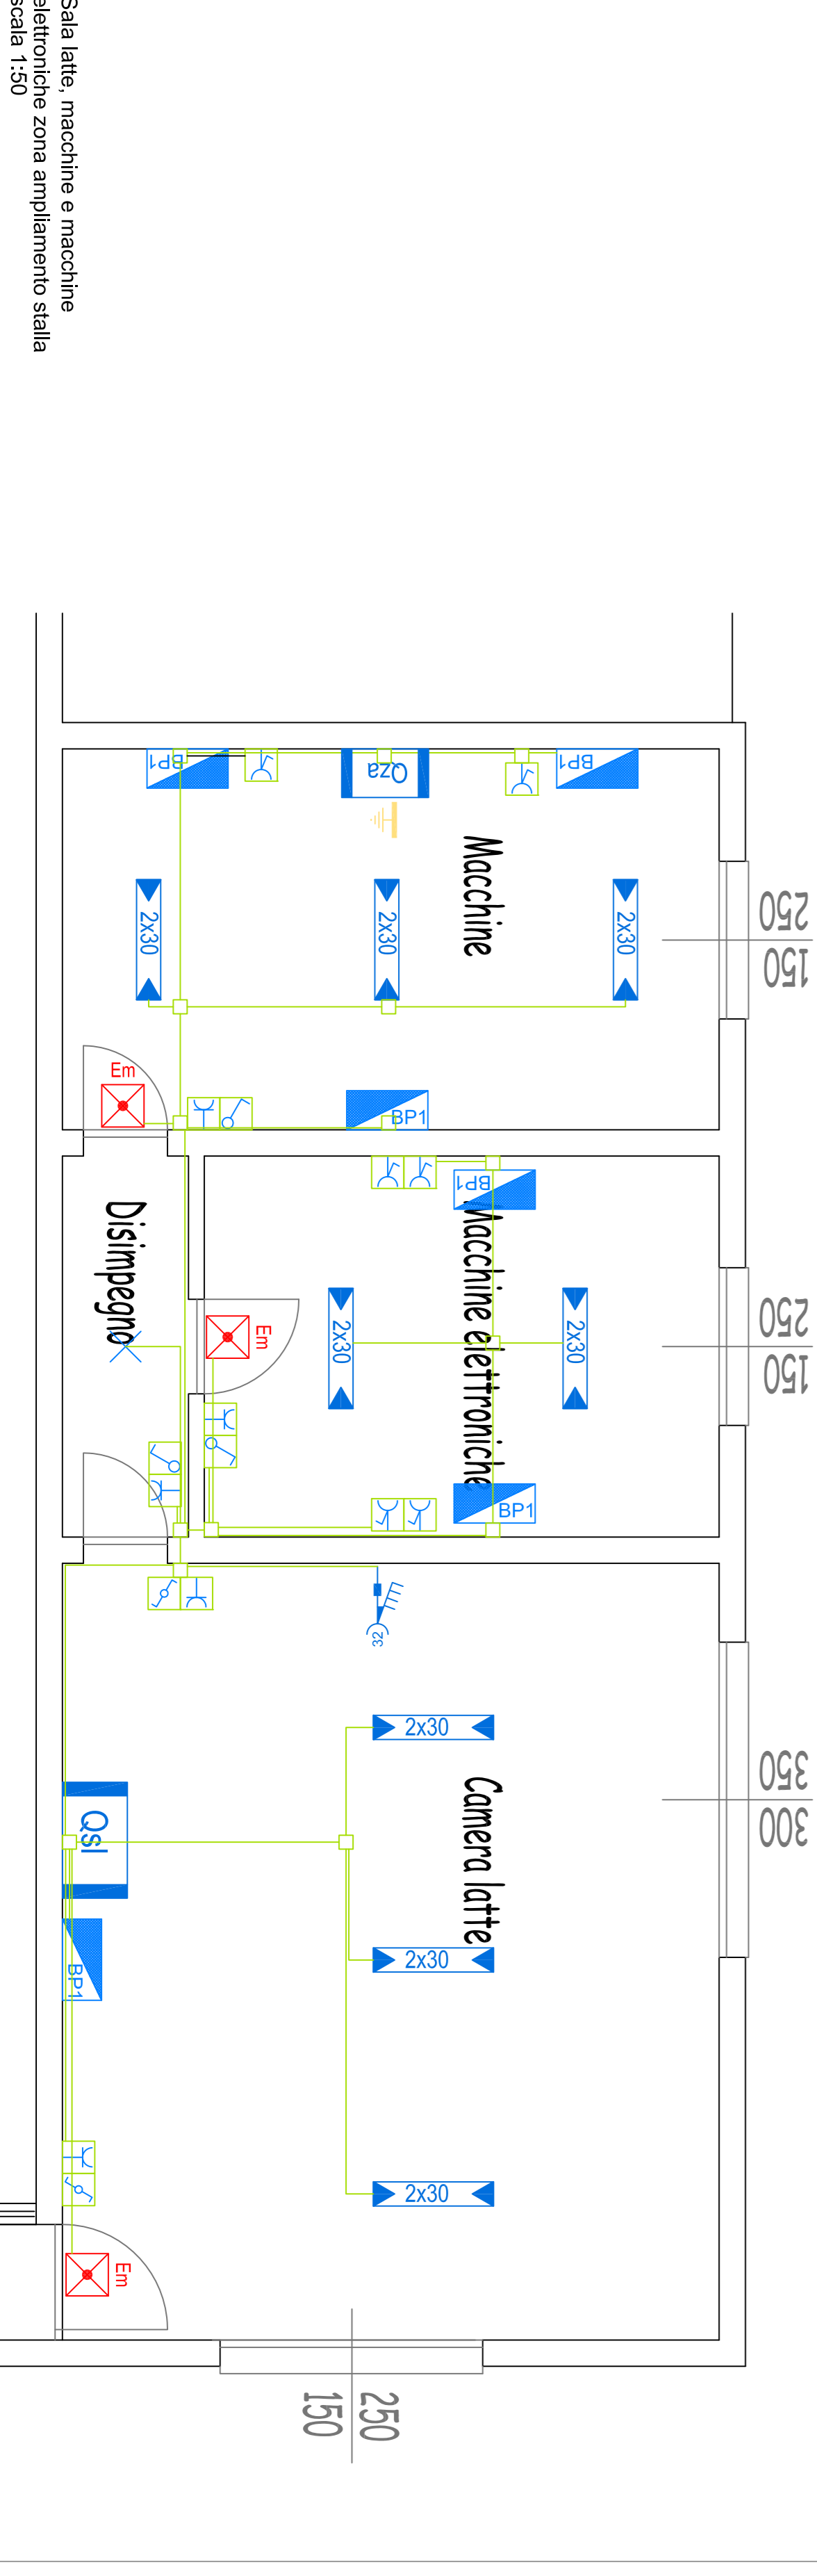 Sala latte, macchine e macchine
elettroniche zona ampliamento stalla
scala 1:50
BP1
Qza
BP1
Macchine
2x30
2x30
2x30
250
150
Em
BP1
BP1
Disimpegno
Macchine elettroniche
Em
2x30
2x30
250
150
BP1
32
2x30
Camera latte
350
300
Qsl
2x30
BP1
2x30
Em
250
150